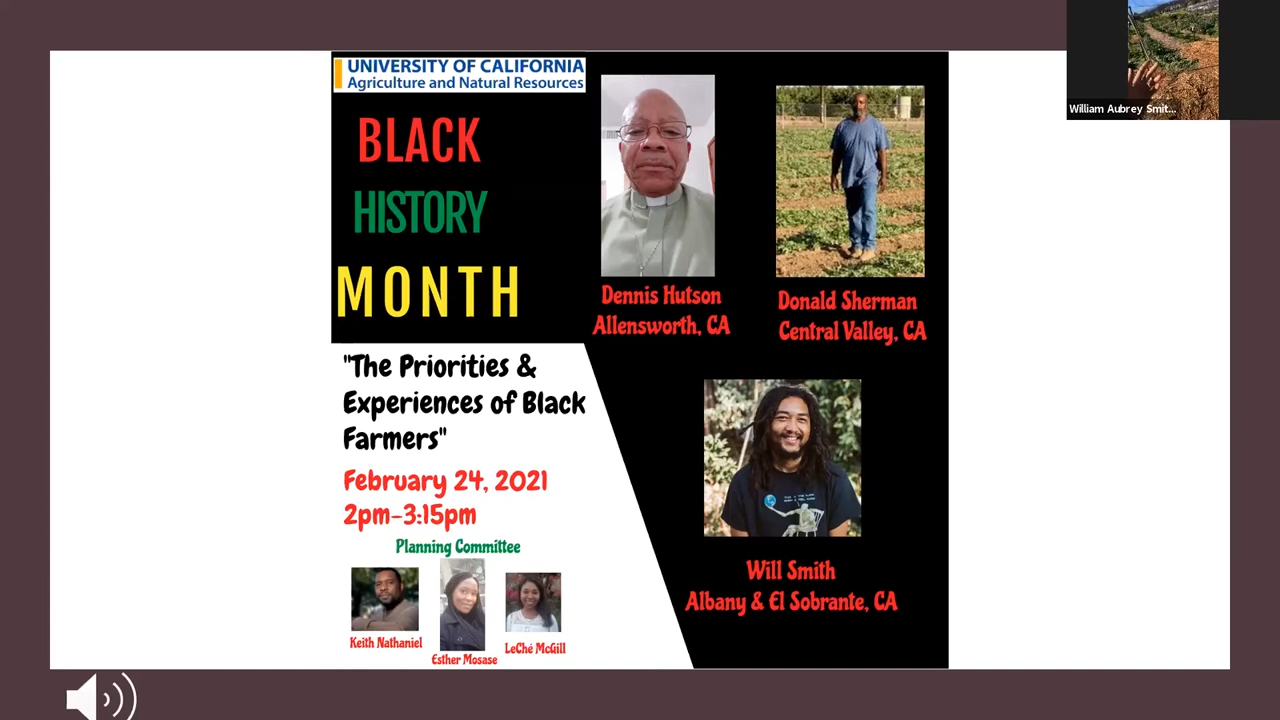 UNIVERSITY OF CALIFORNIA
Agriculture and Natural Resources
BLACK
HISTORY
MONTH
"The Priorities &
Experiences of Black
Farmers"
February 24, 2021
2pm-3:15pm
Planning Committee
Keith Nathaniel
Esther Mosase
LeChé McGill
Dennis Hutson
Allensworth, CA
Donald Sherman
Central Valley, CA
Will Smith
Albany & El Sobrante, CA
William Aubrey Smit...